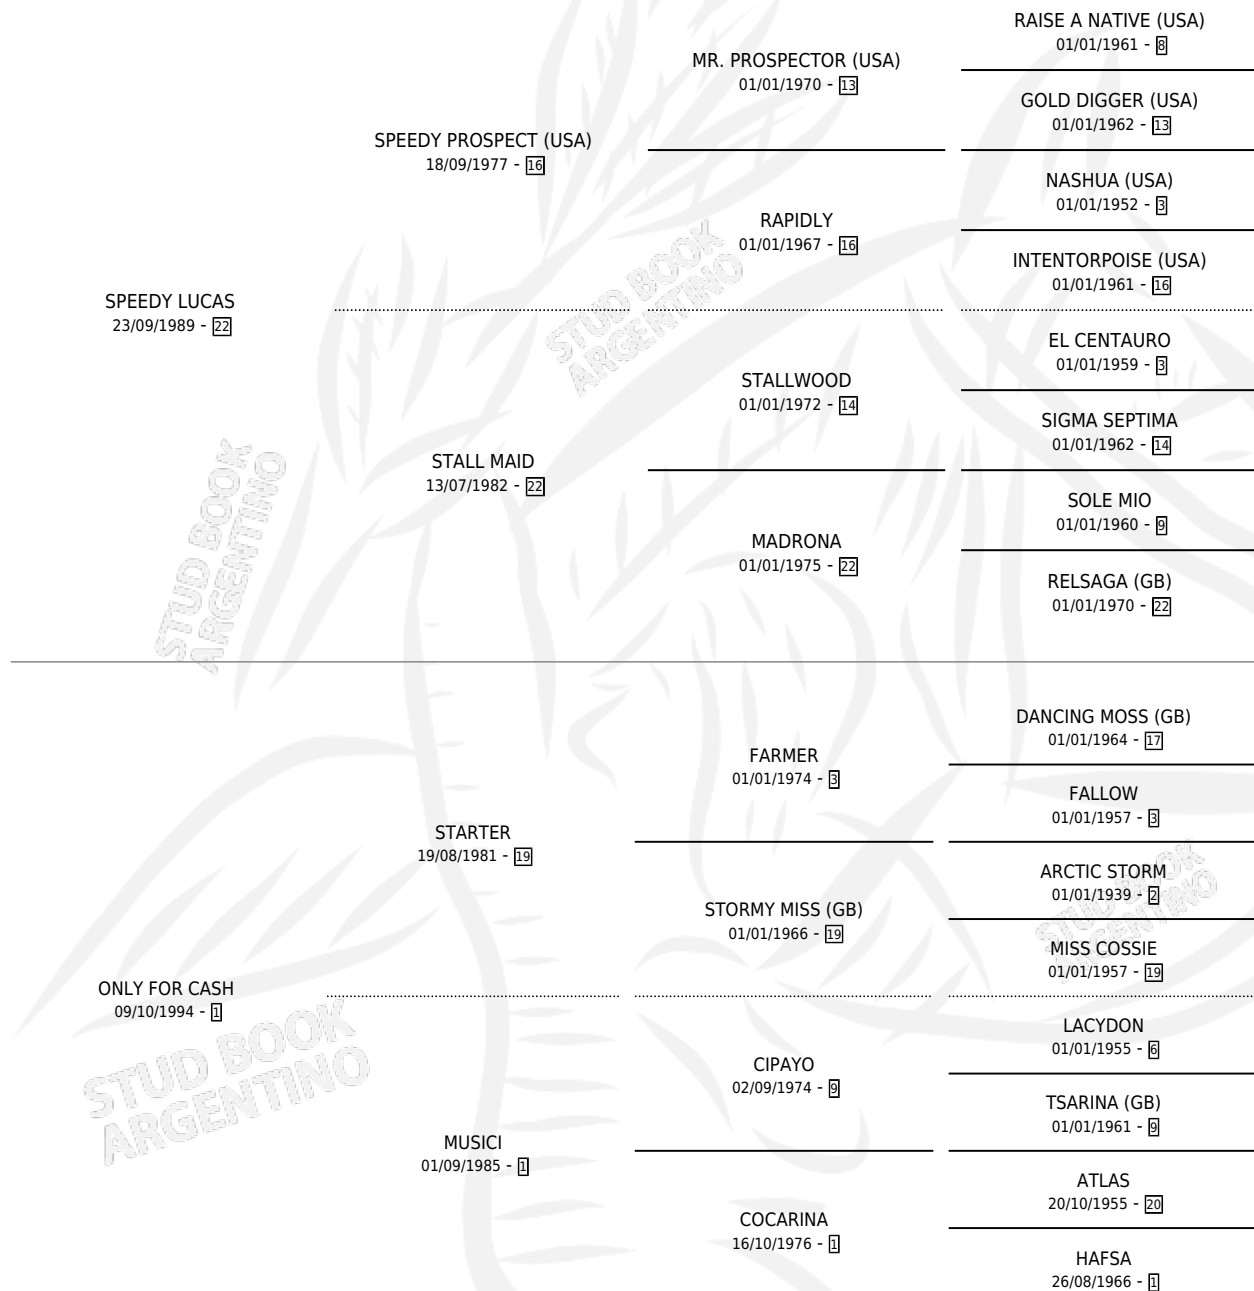 RAISE A NATIVE (USA)
01/01/1961 - 8
MR. PROSPECTOR (USA)
01/01/1970 - 13
GOLD DIGGER (USA)
01/01/1962 - 13
SPEEDY PROSPECT (USA)
18/09/1977 - 16
NASHUA (USA)
01/01/1952 - 3
RAPIDLY
01/01/1967 - 16
INTENTORPOISE (USA)
01/01/1961 - 16
SPEEDY LUCAS
23/09/1989 - 22
EL CENTAURO
01/01/1959 - 3
STALLWOOD
01/01/1972 - 14
SIGMA SEPTIMA
01/01/1962 - 14
STALL MAID
13/07/1982 - 22
SOLE MIO
01/01/1960 - 9
MADRONA
01/01/1975 - 22
RELSAGA (GB)
01/01/1970 - 22
STUD BOOK
ARGENTINO
STUD BOOK
ARGENTINO
DANCING MOSS (GB)
01/01/1964 - 17
FARMER
01/01/1974 - 3
FALLOW
01/01/1957 - 3
STARTER
19/08/1981 - 19
ARCTIC STORM
01/01/1939 - 2
STORMY MISS (GB)
01/01/1966 - 19
MISS COSSIE
01/01/1957 - 19
STUD BOOK
ARGENTINO
ONLY FOR CASH
09/10/1994 - 1
LACYDON
01/01/1955 - 6
CIPAYO
02/09/1974 - 9
TSARINA (GB)
01/01/1961 - 9
MUSICI
01/09/1985 - 1
ATLAS
20/10/1955 - 20
COCARINA
16/10/1976 - 1
HAFSA
26/08/1966 - 1
STUD BOOK
ARGENTINO